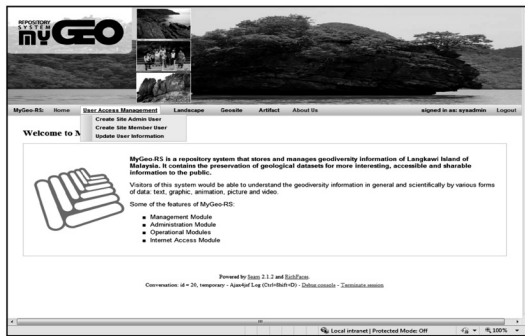 REPOSITORY
SYSTEM
myGEO
MyGeo-RS: Home User Access Management Landscape Geosite Artifact About Us signed in as: sysadmin Logout
Create Site Admin User
Create Site Member User
Update User Information
Welcome to M
MyGeo-RS is a repository system that stores and manages geodiversity information of Langkawi Island of
Malaysia. It contains the preservation of geological datasets for more interesting, accessible and sharable
information to the public.
Visitors of this system would be able to understand the geodiversity information in general and scientifically by various forms
of data: text, graphic, animation, picture and video.
Some of the features of MyGeo-RS:
Management Module
Administration Module
Operational Modules
Internet Access Module
Powered by Seam 2.1.2 and RichFaces.
Conversation: id = 20, temporary - Ajax4jsf Log (Ctrl+Shift+D) - Debug console - Terminate session
Local intranet | Protected Mode: Off 100%